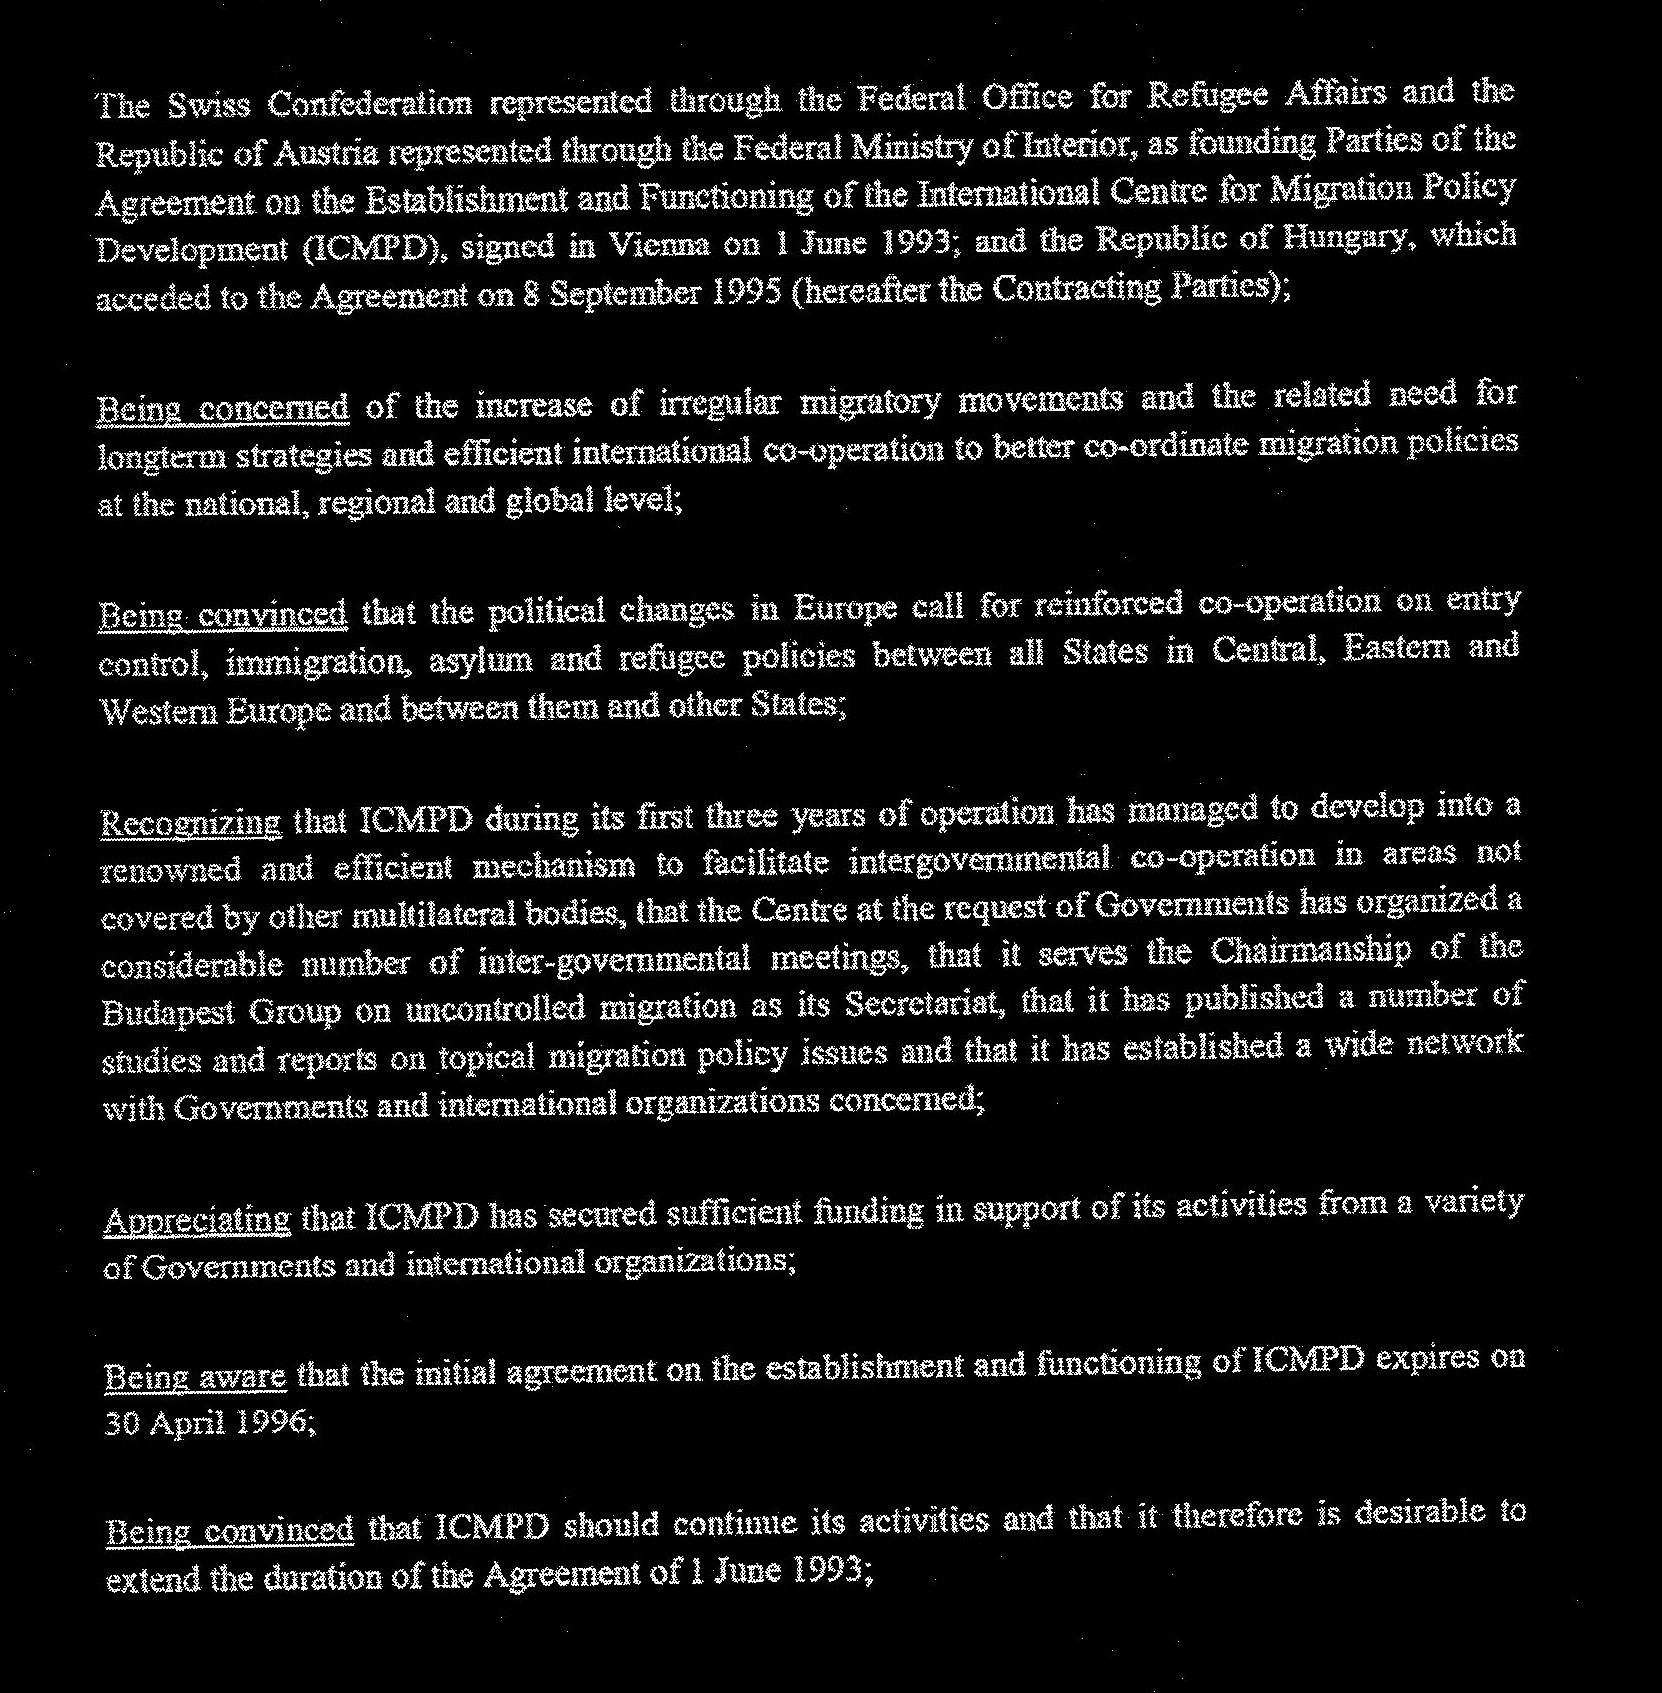 The Swiss Confederation represented through the Federal Office for Refugee Affairs and the
Republic of Austria represented through the Federal Ministry of Interior, as founding Parties of the
Agreement on the Establishment and Functioning of the International Centre for Migration Policy
Development (ICMPD), signed in Vienna on 1 June 1993; and the Republic of Hungary, which
acceded to the Agreement on 8 September 1995 (hereafter the Contracting Parties);
Being concerned of the increase of irregular migratory movements and the related need for
longterm strategies and efficient international co-operation to better co-ordinate migration policies
at the national, regional and global level;
Being convinced that the political changes in Europe call for reinforced co-operation on entry
control, immigration, asylum and refugee policies between all States in Central, Eastern and
Western Europe and between them and other States;
Recognizing that ICMPD during its first three years of operation has managed to develop into a
renowned and efficient mechanism to facilitate intergovernmental co-operation in areas not
covered by other multilateral bodies, that the Centre at the request of Governments has organized a
considerable number of inter-governmental meetings, that it serves the Chairmanship of the
Budapest Group on uncontrolled migration as its Secretariat, that it has published a number of
studies and reports on topical migration policy issues and that it has established a wide network
with Governments and international organizations concerned;
Appreciating that ICMPD has secured sufficient funding in support of its activities from a variety
of Governments and international organizations;
Being aware that the initial agreement on the establishment and functioning of ICMPD expires on
30 April 1996;
Being convinced that ICMPD should continue its activities and that it therefore is desirable to
extend the duration of the Agreement of 1 June 1993;